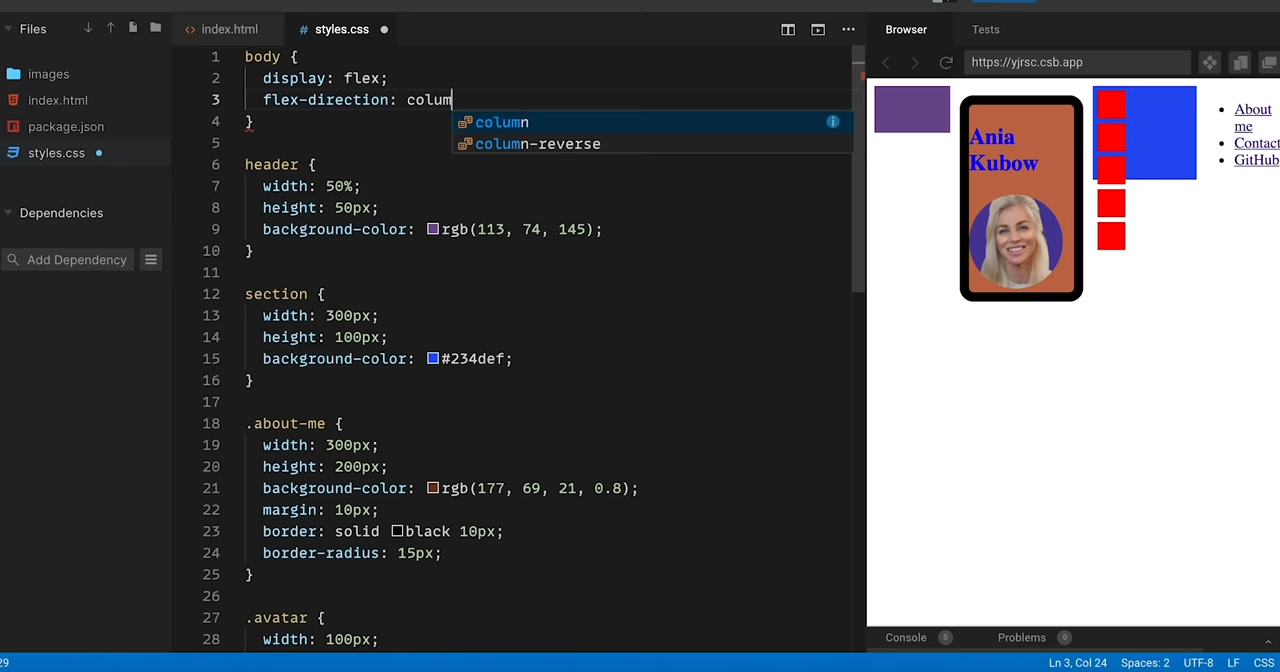 Files
images
index.html
package.json
styles.css
Dependencies
Add Dependency
index.html
styles.css
1 body {
2 display: flex;
3 flex-direction: colum
4 }
column
column-reverse
5
6 header {
7 width: 50%;
8 height: 50px;
9 background-color: rgb(113, 74, 145);
10 }
11
12 section {
13 width: 300px;
14 height: 100px;
15 background-color: #234def;
16 }
17
18 .about-me {
19 width: 300px;
20 height: 200px;
21 background-color: rgb(177, 69, 21, 0.8);
22 margin: 10px;
23 border: solid black 10px;
24 border-radius: 15px;
25 }
26
27 .avatar {
28 width: 100px;
Browser Tests
https://yjrsc.csb.app
Ania
Kubow
About
me
Contact
GitHub
Console 0 Problems 0
29 Ln 3, Col 24 Spaces: 2 UTF-8 LF CSS